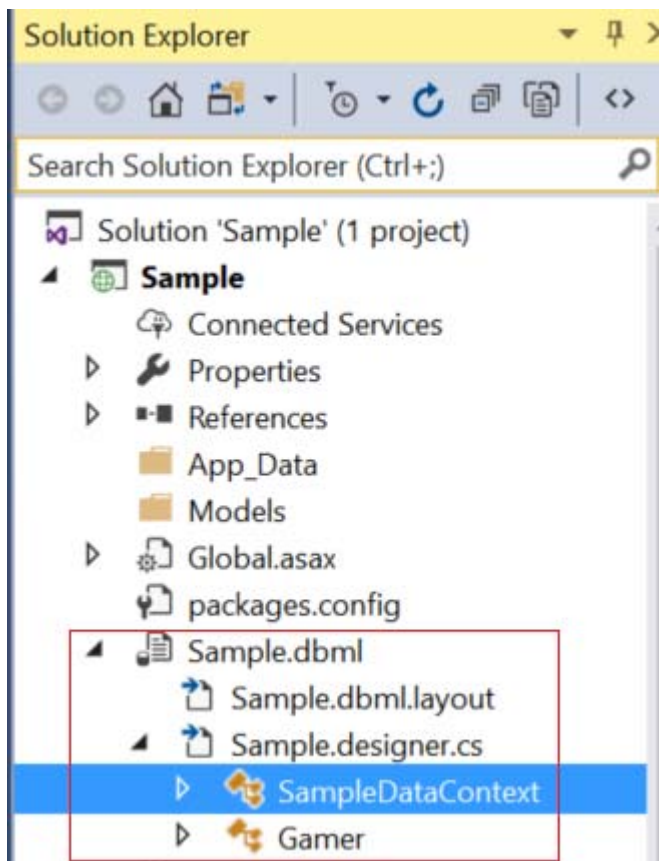 Solution Explorer
Search Solution Explorer (Ctrl+;)
Solution 'Sample' (1 project)
Sample
Connected Services
Properties
References
App_Data
Models
Global.asax
packages.config
Sample.dbml
Sample.dbml.layout
Sample.designer.cs
SampleDataContext
Gamer